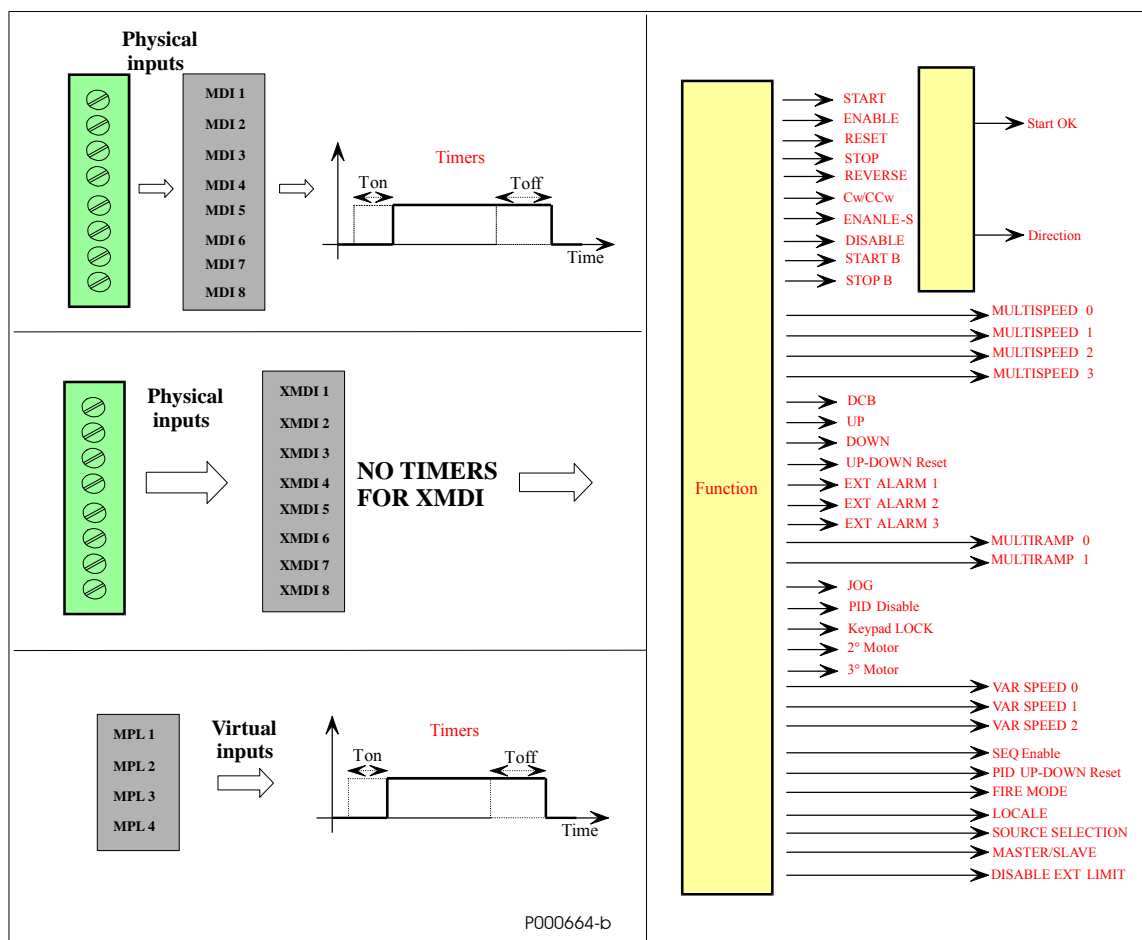 Physical
inputs
MDI 1
MDI 2
MDI 3
MDI 4
MDI 5
MDI 6
MDI 7
MDI 8
Timers
Ton
Toff
Time
Physical
inputs
XMDI 1
XMDI 2
XMDI 3
XMDI 4
XMDI 5
XMDI 6
XMDI 7
XMDI 8
NO TIMERS
FOR XMDI
MPL 1
MPL 2
MPL 3
MPL 4
Virtual
inputs
Timers
Ton
Toff
Time
P000664-b
Function
START
ENABLE
RESET
STOP
REVERSE
Cw/CCw
ENANLE-S
DISABLE
START B
STOP B
Start OK
Direction
MULTISPEED 0
MULTISPEED 1
MULTISPEED 2
MULTISPEED 3
DCB
UP
DOWN
UP-DOWN Reset
EXT ALARM 1
EXT ALARM 2
EXT ALARM 3
MULTIRAMP 0
MULTIRAMP 1
JOG
PID Disable
Keypad LOCK
2° Motor
3° Motor
VAR SPEED 0
VAR SPEED 1
VAR SPEED 2
SEQ Enable
PID UP-DOWN Reset
FIRE MODE
LOCALE
SOURCE SELECTION
MASTER/SLAVE
DISABLE EXT LIMIT